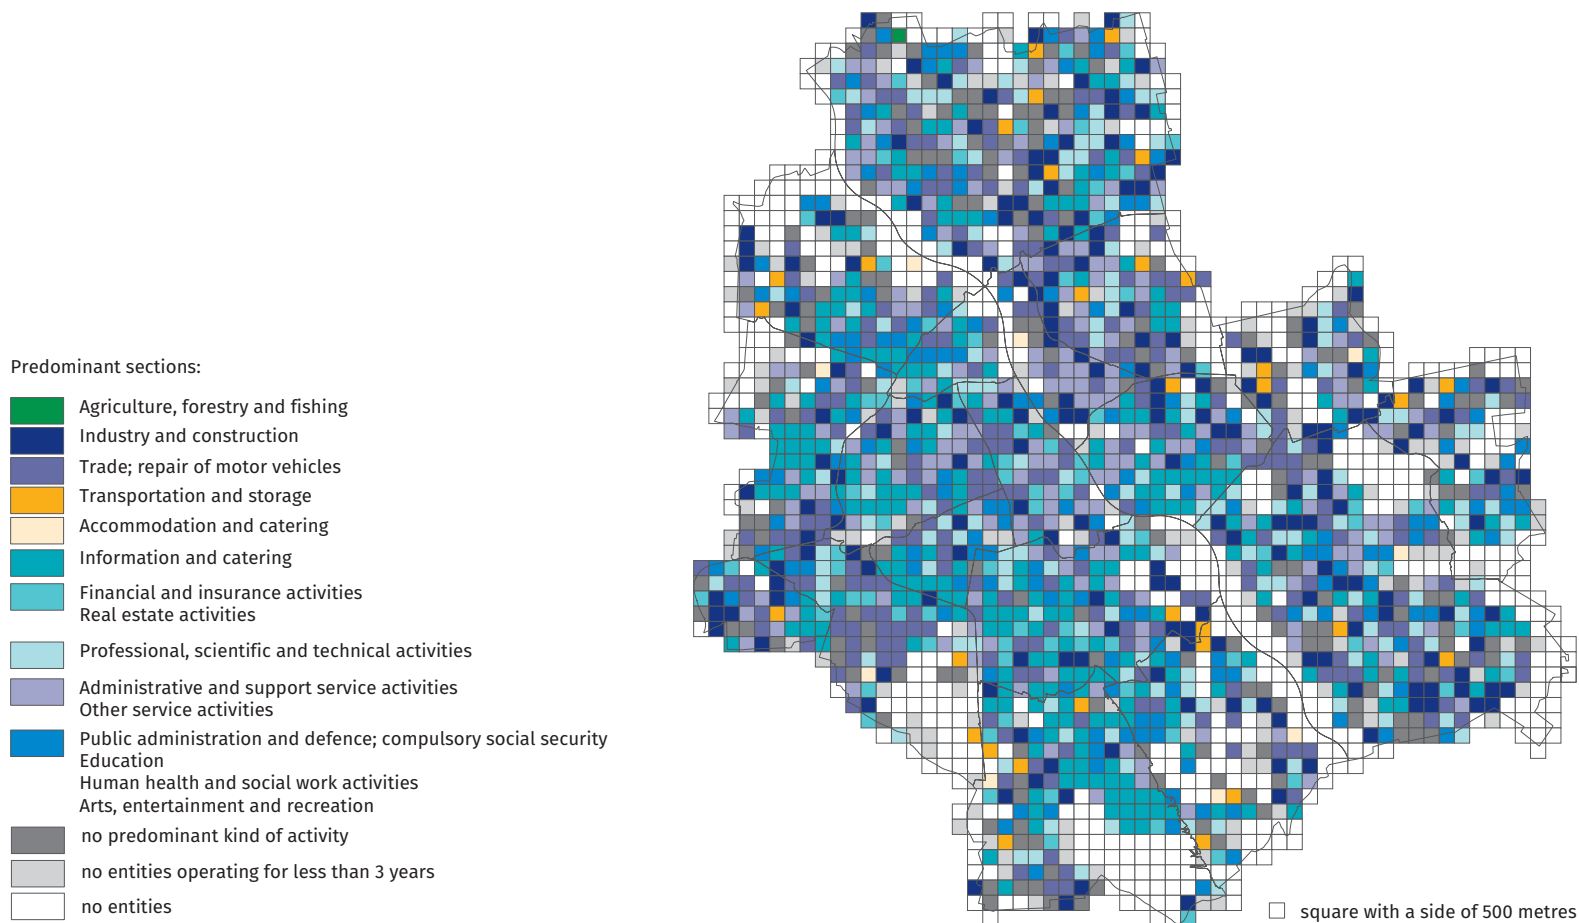 Predominant sections:
Agriculture, forestry and fishing
Industry and construction
Trade; repair of motor vehicles
Transportation and storage
Accommodation and catering
Information and catering
Financial and insurance activities
Real estate activities
Professional, scientific and technical activities
Administrative and support service activities
Other service activities
Public administration and defence; compulsory social security
Education
Human health and social work activities
Arts, entertainment and recreation
no predominant kind of activity
no entities operating for less than 3 years
no entities
square with a side of 500 metres